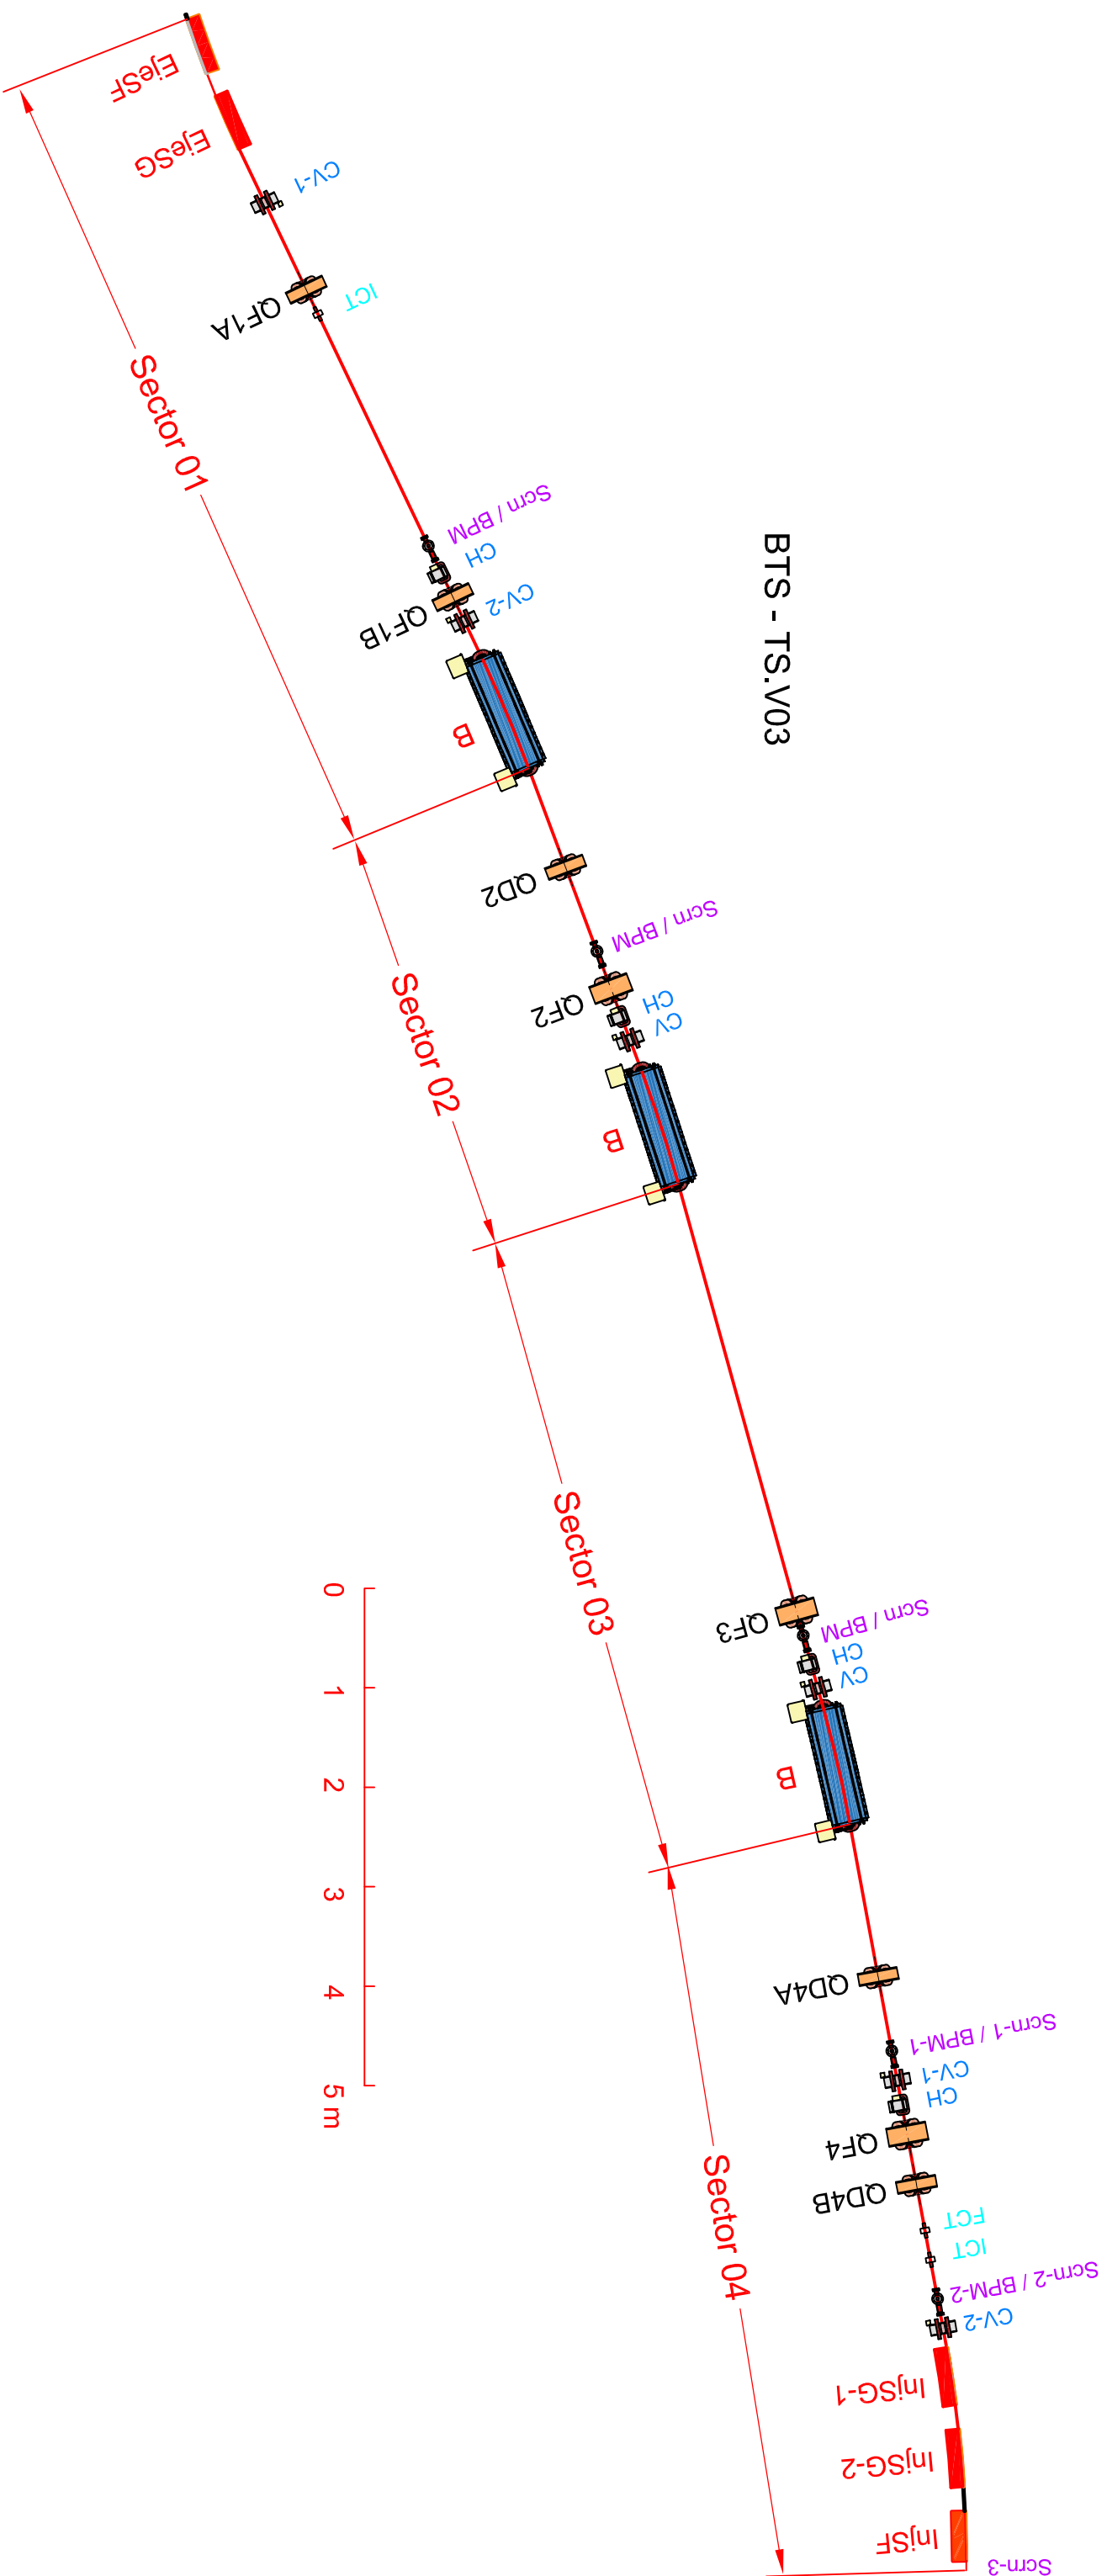 EjeSF
EjeSG
CV-1
QF1A
ICT
Sector 01
Scrn / BPM
CH
CV-2
QF1B
BTS - TS.V03
B
QD2
Scrn / BPM
QF2
CH
CV
Sector 02
B
Sector 03
QF3
Scrn / BPM
CH
CV
B
0
1
2
3
4
5 m
QD4A
Scrn-1 / BPM-1
CV-1
CH
QF4
QD4B
Sector 04
FCT
ICT
Scrn-2 / BPM-2
CV-2
InjSG-1
InjSG-2
InjSF
Scrn-3